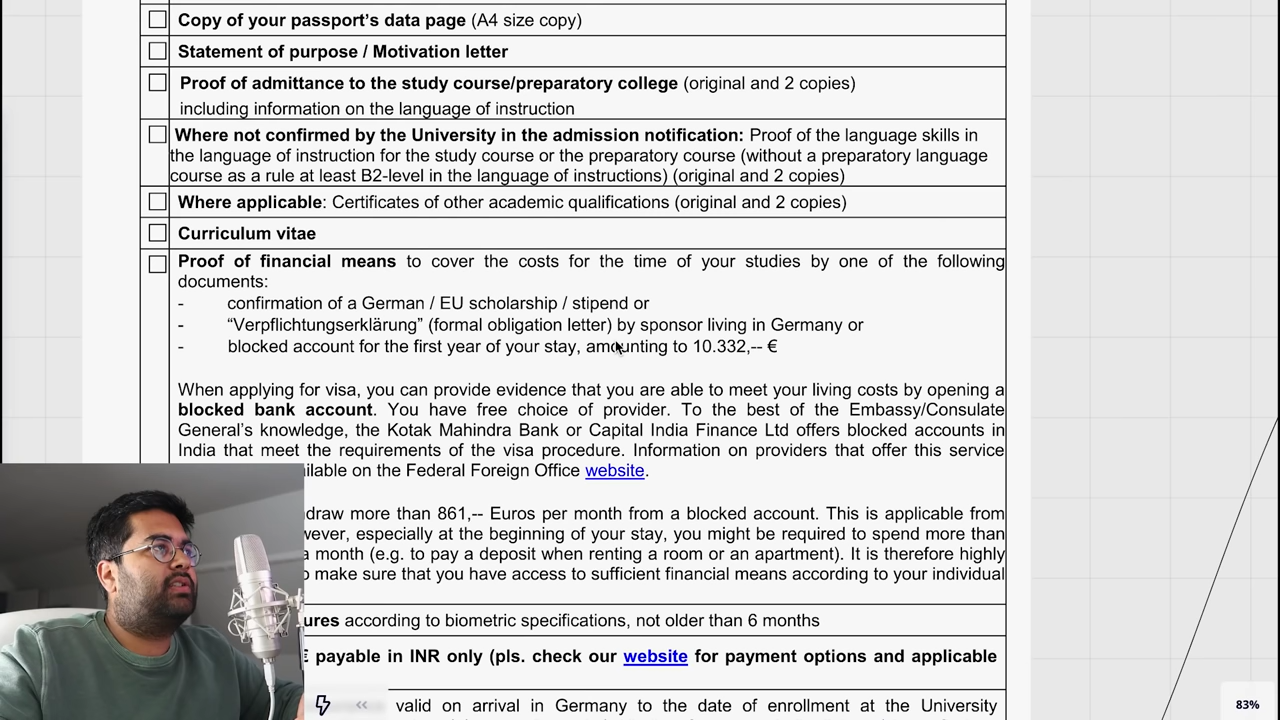 Copy of your passport’s data page (A4 size copy)
Statement of purpose / Motivation letter
Proof of admittance to the study course/preparatory college (original and 2 copies)
including information on the language of instruction
Where not confirmed by the University in the admission notification: Proof of the language skills in
the language of instruction for the study course or the preparatory course (without a preparatory language
course as a rule at least B2-level in the language of instructions) (original and 2 copies)
Where applicable: Certificates of other academic qualifications (original and 2 copies)
Curriculum vitae
Proof of financial means to cover the costs for the time of your studies by one of the following
documents:
- confirmation of a German / EU scholarship / stipend or
- “Verpflichtungserklärung” (formal obligation letter) by sponsor living in Germany or
- blocked account for the first year of your stay, amounting to 10.332,-- €
When applying for visa, you can provide evidence that you are able to meet your living costs by opening a
blocked bank account. You have free choice of provider. To the best of the Embassy/Consulate
General’s knowledge, the Kotak Mahindra Bank or Capital India Finance Ltd offers blocked accounts in
India that meet the requirements of the visa procedure. Information on providers that offer this service
on the Federal Foreign Office website.
more than 861,-- Euros per month from a blocked account. This is applicable from
especially at the beginning of your stay, you might be required to spend more than
a month (e.g. to pay a deposit when renting a room or an apartment). It is therefore highly
make sure that you have access to sufficient financial means according to your individual
according to biometric specifications, not older than 6 months
payable in INR only (pls. check our website for payment options and applicable
valid on arrival in Germany to the date of enrollment at the University
83%